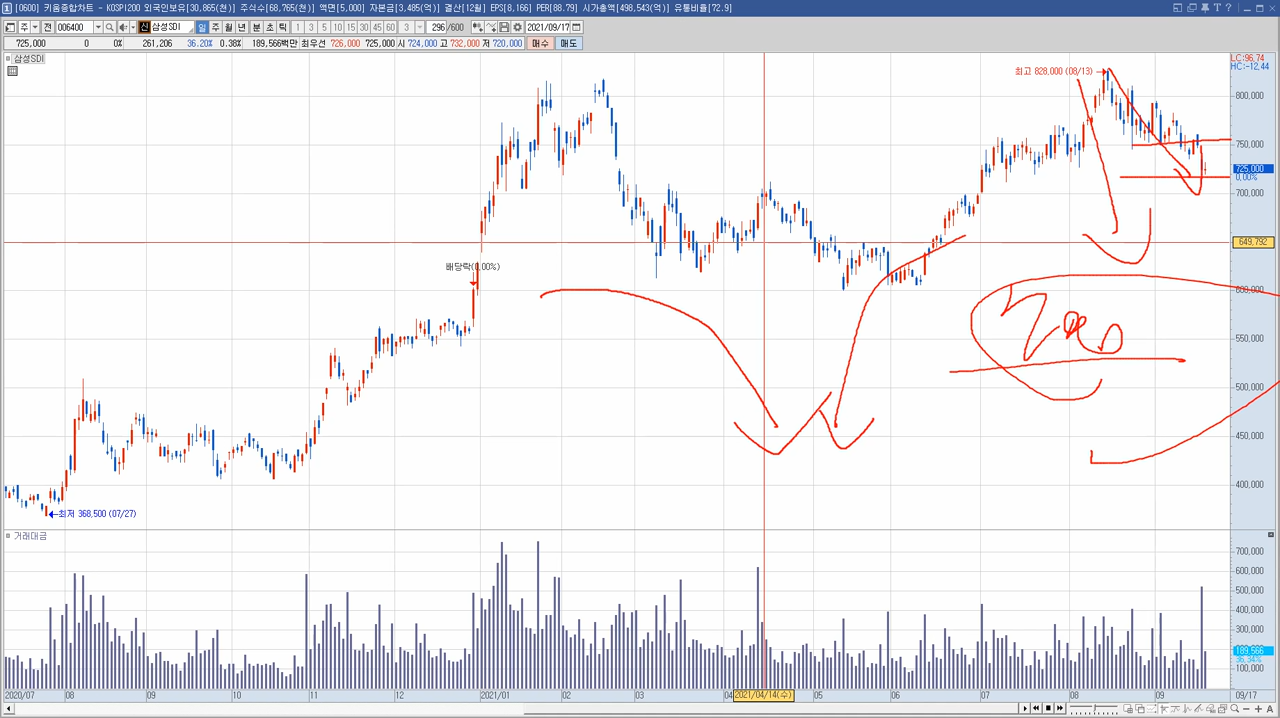 [0600] 키움종합차트 - KOSPI200 외국인보유[30,865(천)] 주식수[68,765(천)] 액면[5,000] 자본금[3,485(억)] 결산[12월] EPS[8,166] PER[88.79] 시가총액[498,543(억)] 유통비율[72.9]
주 전 006400 신 삼성SDI 일 주 월 년 분 초 틱 1 3 5 10 15 30 45 60 3 296/600 2021/09/17
725,000 0 0% 261,206 36.20% 0.38% 189,566백만 최우선 726,000 725,000 시 724,000 고 732,000 저 720,000 매수 매도
삼성SDI
LC:96.74
HC:-12.44
최고 828,000 (08/13)
800,000
750,000
725,000
0.00%
700,000
649,792
배당락(0.00%)
600,000
550,000
500,000
450,000
400,000
최저 368,500 (07/27)
거래대금
700,000
600,000
500,000
400,000
300,000
189,566
36.34%
100,000
2020/07 08 09 10 11 12 2021/01 02 03 04 2021/04/14(수) 05 06 07 08 09 09/17
A